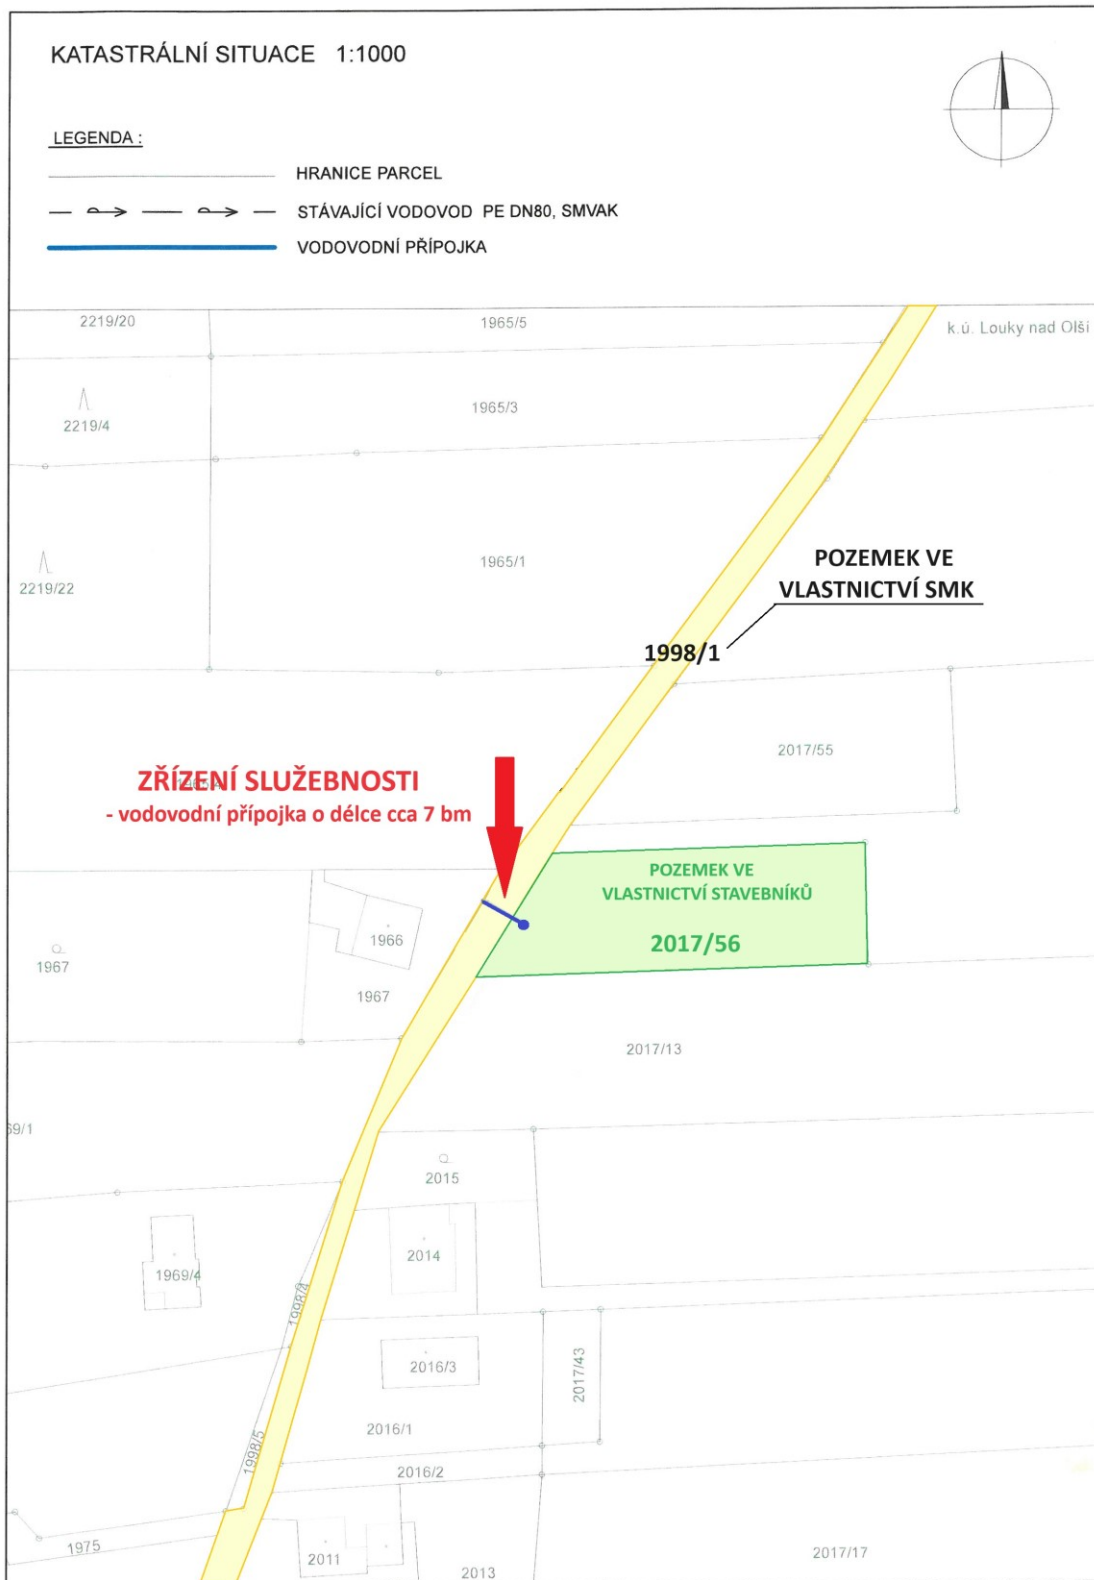 KATASTRÁLNÍ SITUACE 1:1000
LEGENDA :
HRANICE PARCEL
STÁVAJÍCÍ VODOVOD PE DN80, SMVAK
VODOVODNÍ PŘÍPOJKA
2219/20
1965/5
k.ú. Louky nad Olší
1965/3
2219/4
1965/1
2219/22
POZEMEK VE
VLASTNICTVÍ SMK
1998/1
2017/55
ZŘÍZENÍ SLUŽEBNOSTI
- vodovodní přípojka o délce cca 7 bm
POZEMEK VE
VLASTNICTVÍ STAVEBNÍKŮ
2017/56
1966
1967
1967
2017/13
69/1
2015
2014
1969/4
1998/4
2016/3
2017/43
2016/1
1998/5
2016/2
1975
2011
2013
2017/17